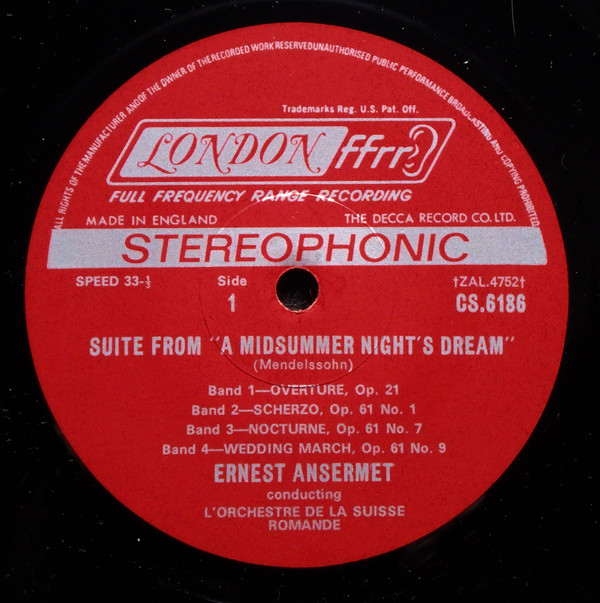 ALL RIGHTS OF THE MANUFACTURER AND OF THE OWNER OF THE RECORDED WORK RESERVED UNAUTHORISED PUBLIC PERFORMANCE BROADCASTING AND COPYING PROHIBITED
Trademarks Reg. U.S. Pat. Off.
LONDON ffrr
FULL FREQUENCY RANGE RECORDING
MADE IN ENGLAND THE DECCA RECORD CO. LTD.
STEREOPHONIC
SPEED 33-⅓ Side †ZAL.4752†
1 CS.6186
SUITE FROM "A MIDSUMMER NIGHT'S DREAM"
(Mendelssohn)
Band 1—OVERTURE, Op. 21
Band 2—SCHERZO, Op. 61 No. 1
Band 3—NOCTURNE, Op. 61 No. 7
Band 4—WEDDING MARCH, Op. 61 No. 9
ERNEST ANSERMET
conducting
L'ORCHESTRE DE LA SUISSE
ROMANDE